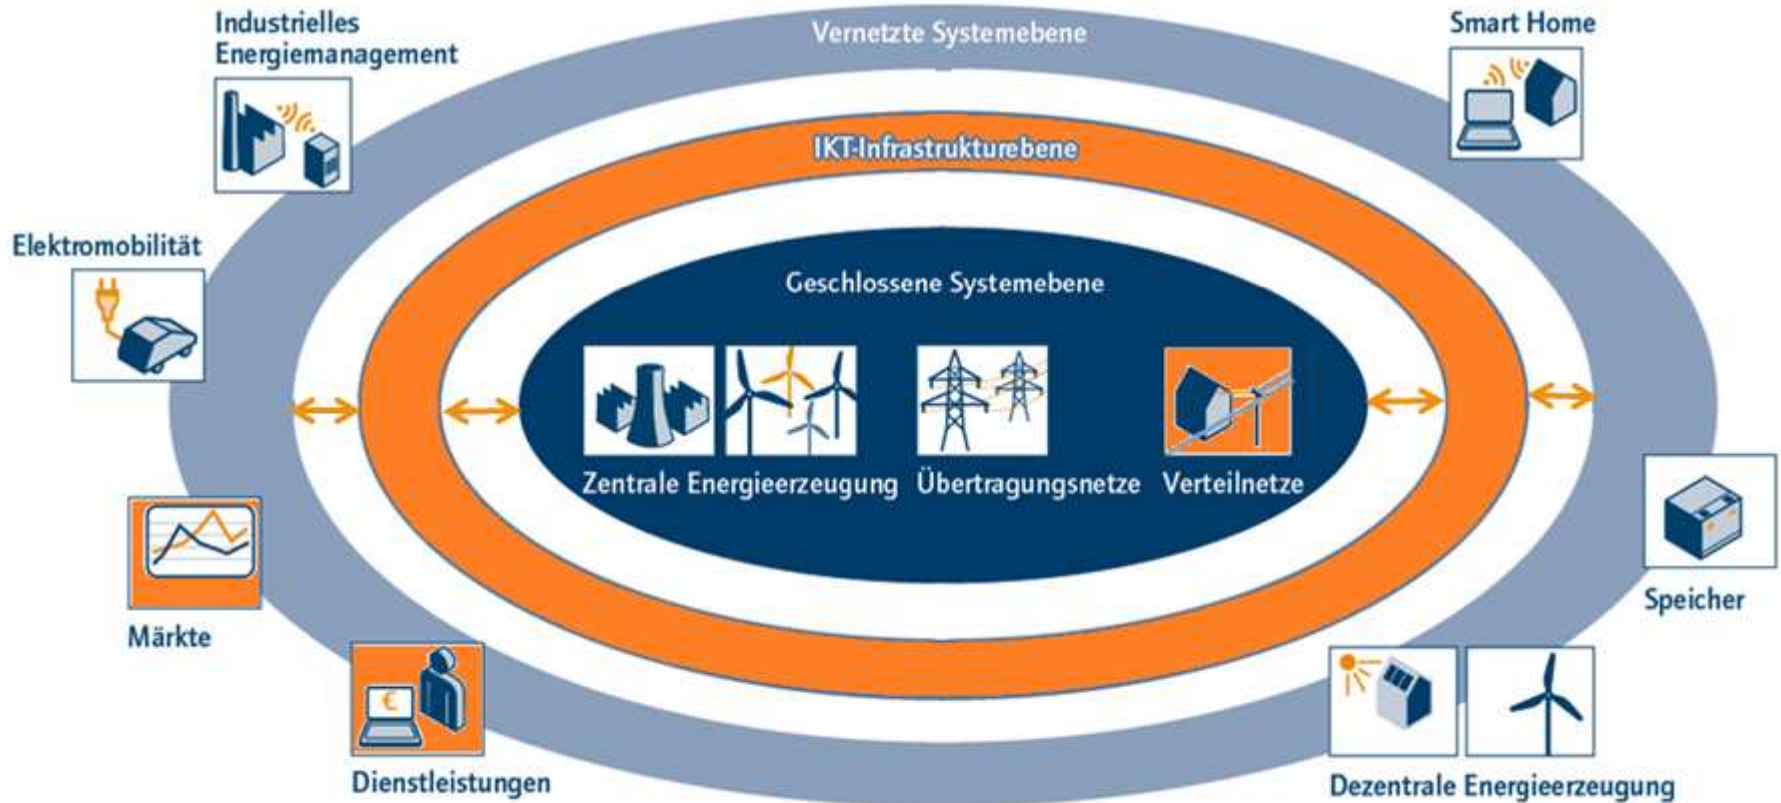 Industrielles
Energiemanagement
Vernetzte Systemebene
Smart Home
IKT-Infrastrukturebene
Elektromobilität
Geschlossene Systemebene
Zentrale Energieerzeugung
Übertragungsnetze
Verteilnetze
Märkte
Speicher
€
Dienstleistungen
Dezentrale Energieerzeugung